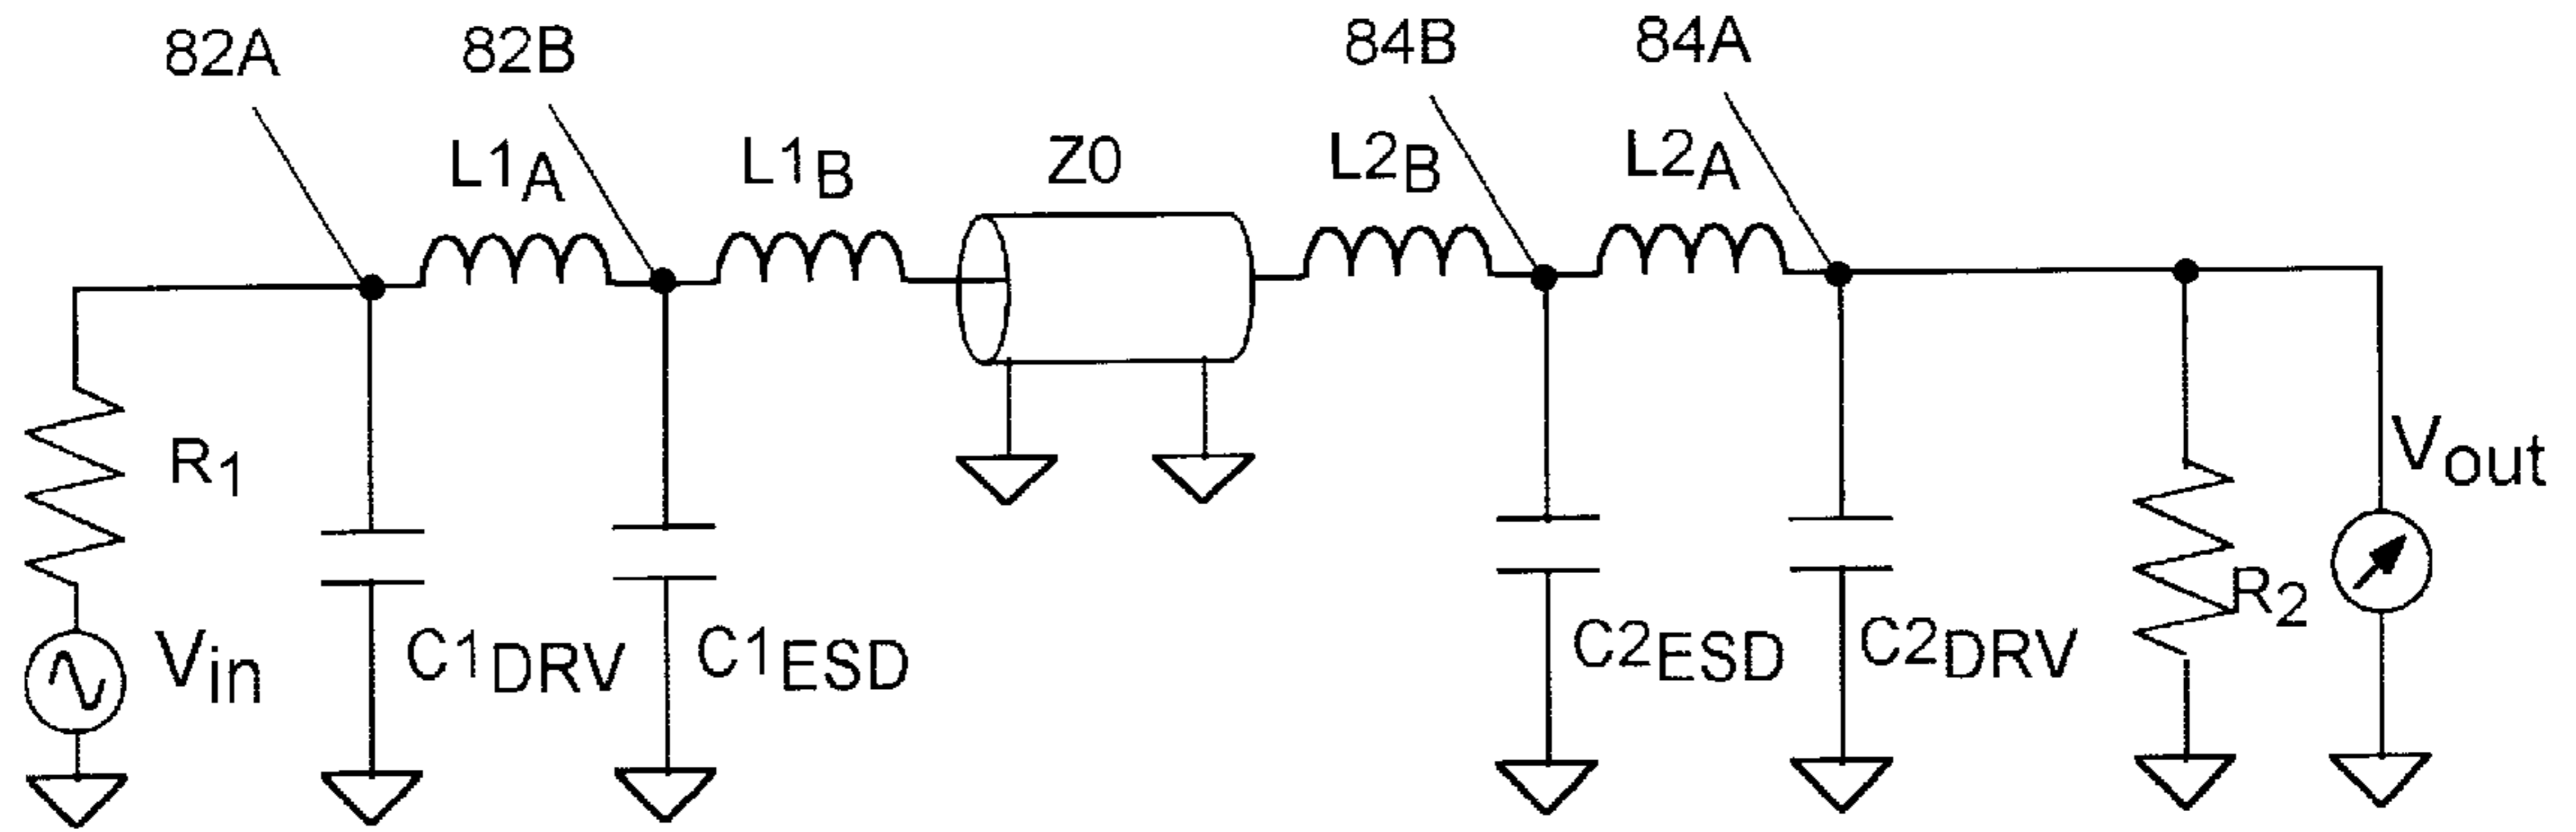 82A
82B
84B
84A
L1A
L1B
Z0
L2B
L2A
R1
Vout
Vin
C1DRV
C1ESD
C2ESD
C2DRV
R2